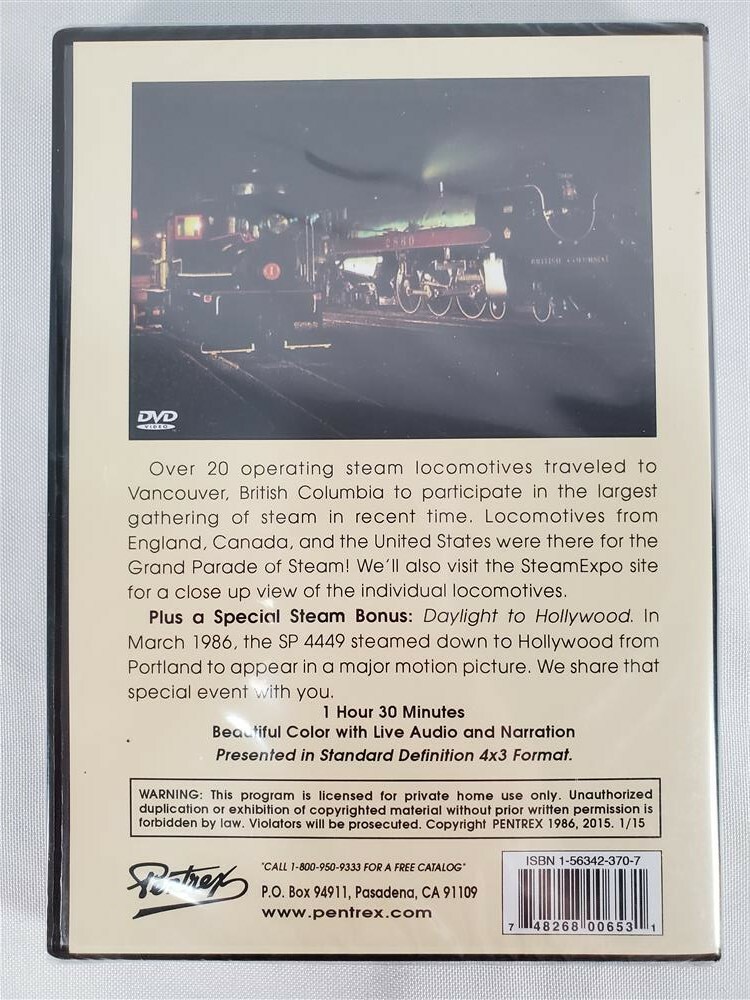 1
2860
BRITISH COLUMBIA
DVD
VIDEO
Over 20 operating steam locomotives traveled to
Vancouver, British Columbia to participate in the largest
gathering of steam in recent time. Locomotives from
England, Canada, and the United States were there for the
Grand Parade of Steam! We'll also visit the SteamExpo site
for a close up view of the individual locomotives.
Plus a Special Steam Bonus: Daylight to Hollywood. In
March 1986, the SP 4449 steamed down to Hollywood from
Portland to appear in a major motion picture. We share that
special event with you.
1 Hour 30 Minutes
Beautiful Color with Live Audio and Narration
Presented in Standard Definition 4x3 Format.
WARNING: This program is licensed for private home use only. Unauthorized
duplication or exhibition of copyrighted material without prior written permission is
forbidden by law. Violators will be prosecuted. Copyright PENTREX 1986, 2015. 1/15
Pentrex
"CALL 1-800-950-9333 FOR A FREE CATALOG"
P.O. Box 94911, Pasadena, CA 91109
www.pentrex.com
ISBN 1-56342-370-7
7 48268 00653 1